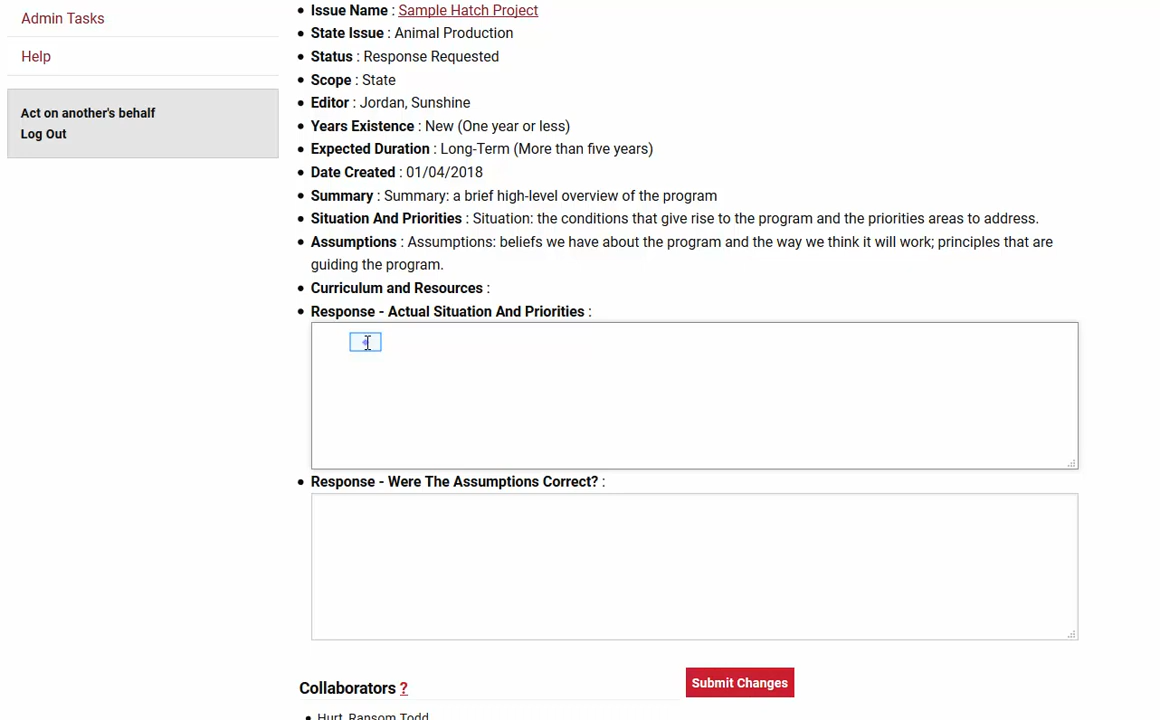 Admin Tasks
Help
Act on another's behalf
Log Out
Issue Name : Sample Hatch Project
State Issue : Animal Production
Status : Response Requested
Scope : State
Editor : Jordan, Sunshine
Years Existence : New (One year or less)
Expected Duration : Long-Term (More than five years)
Date Created : 01/04/2018
Summary : Summary: a brief high-level overview of the program
Situation And Priorities : Situation: the conditions that give rise to the program and the priorities areas to address.
Assumptions : Assumptions: beliefs we have about the program and the way we think it will work; principles that are
guiding the program.
Curriculum and Resources :
Response - Actual Situation And Priorities :
Response - Were The Assumptions Correct? :
Collaborators ?
Submit Changes
Hurt, Ransom Todd